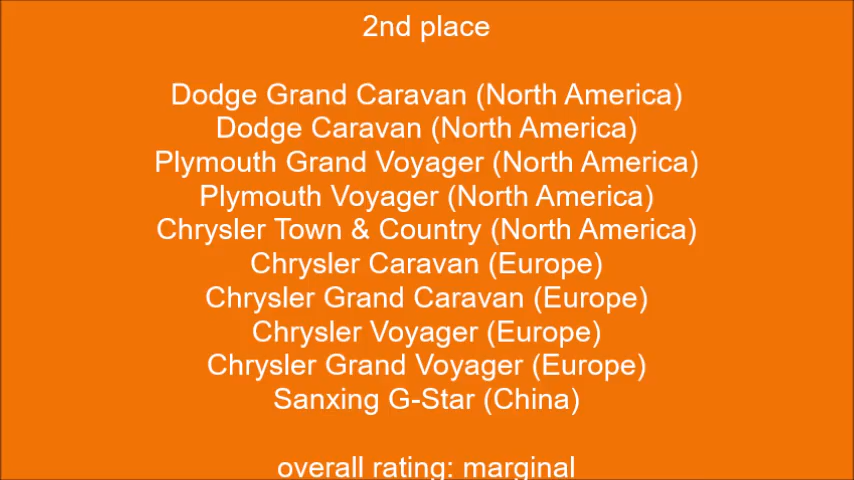 2nd place
Dodge Grand Caravan (North America)
Dodge Caravan (North America)
Plymouth Grand Voyager (North America)
Plymouth Voyager (North America)
Chrysler Town & Country (North America)
Chrysler Caravan (Europe)
Chrysler Grand Caravan (Europe)
Chrysler Voyager (Europe)
Chrysler Grand Voyager (Europe)
Sanxing G-Star (China)
overall rating: marginal